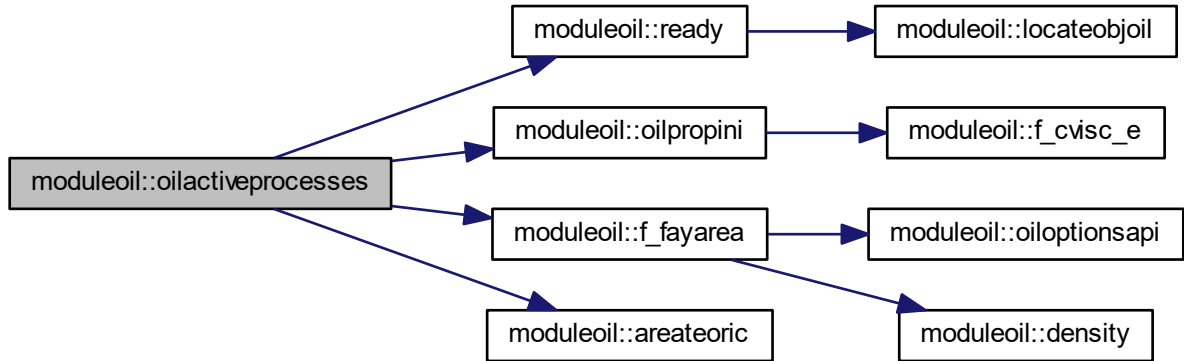 moduleoil::ready
moduleoil::locateobjoil
moduleoil::oilpropini
moduleoil::f_cvisc_e
moduleoil::oilactiveprocesses
moduleoil::f_fayarea
moduleoil::oiloptionsapi
moduleoil::areateoric
moduleoil::density